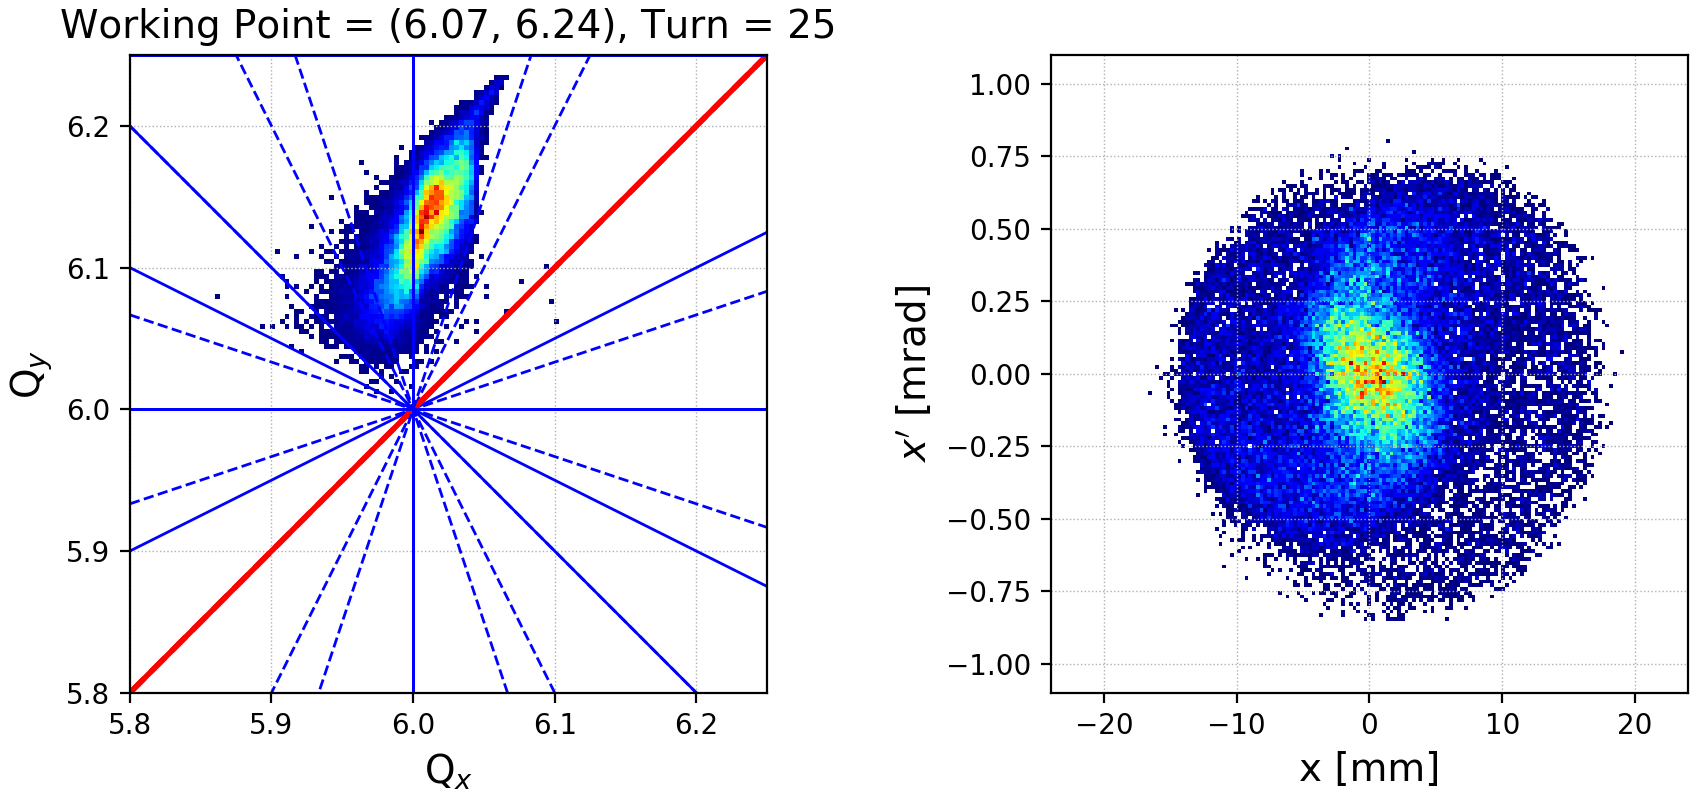 Working Point = (6.07, 6.24), Turn = 25
6.2
6.1
6.0
5.9
5.8
Q_y
5.8 5.9 6.0 6.1 6.2
Q_x
1.00
0.75
0.50
0.25
0.00
−0.25
−0.50
−0.75
−1.00
x′ [mrad]
−20 −10 0 10 20
x [mm]